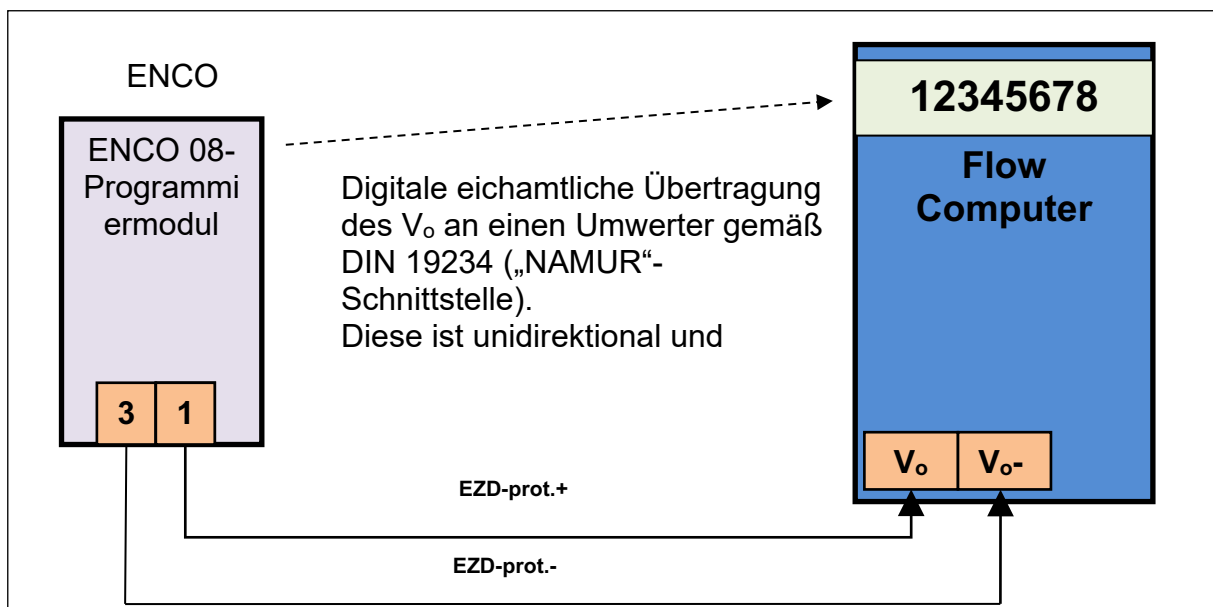 ENCO
ENCO 08-
Programmi
ermodul
3 1
12345678
Flow
Computer
Digitale eichamtliche Übertragung
des Vₒ an einen Umwerter gemäß
DIN 19234 („NAMUR“-
Schnittstelle).
Diese ist unidirektional und
Vₒ Vₒ-
EZD-prot.+
EZD-prot.-